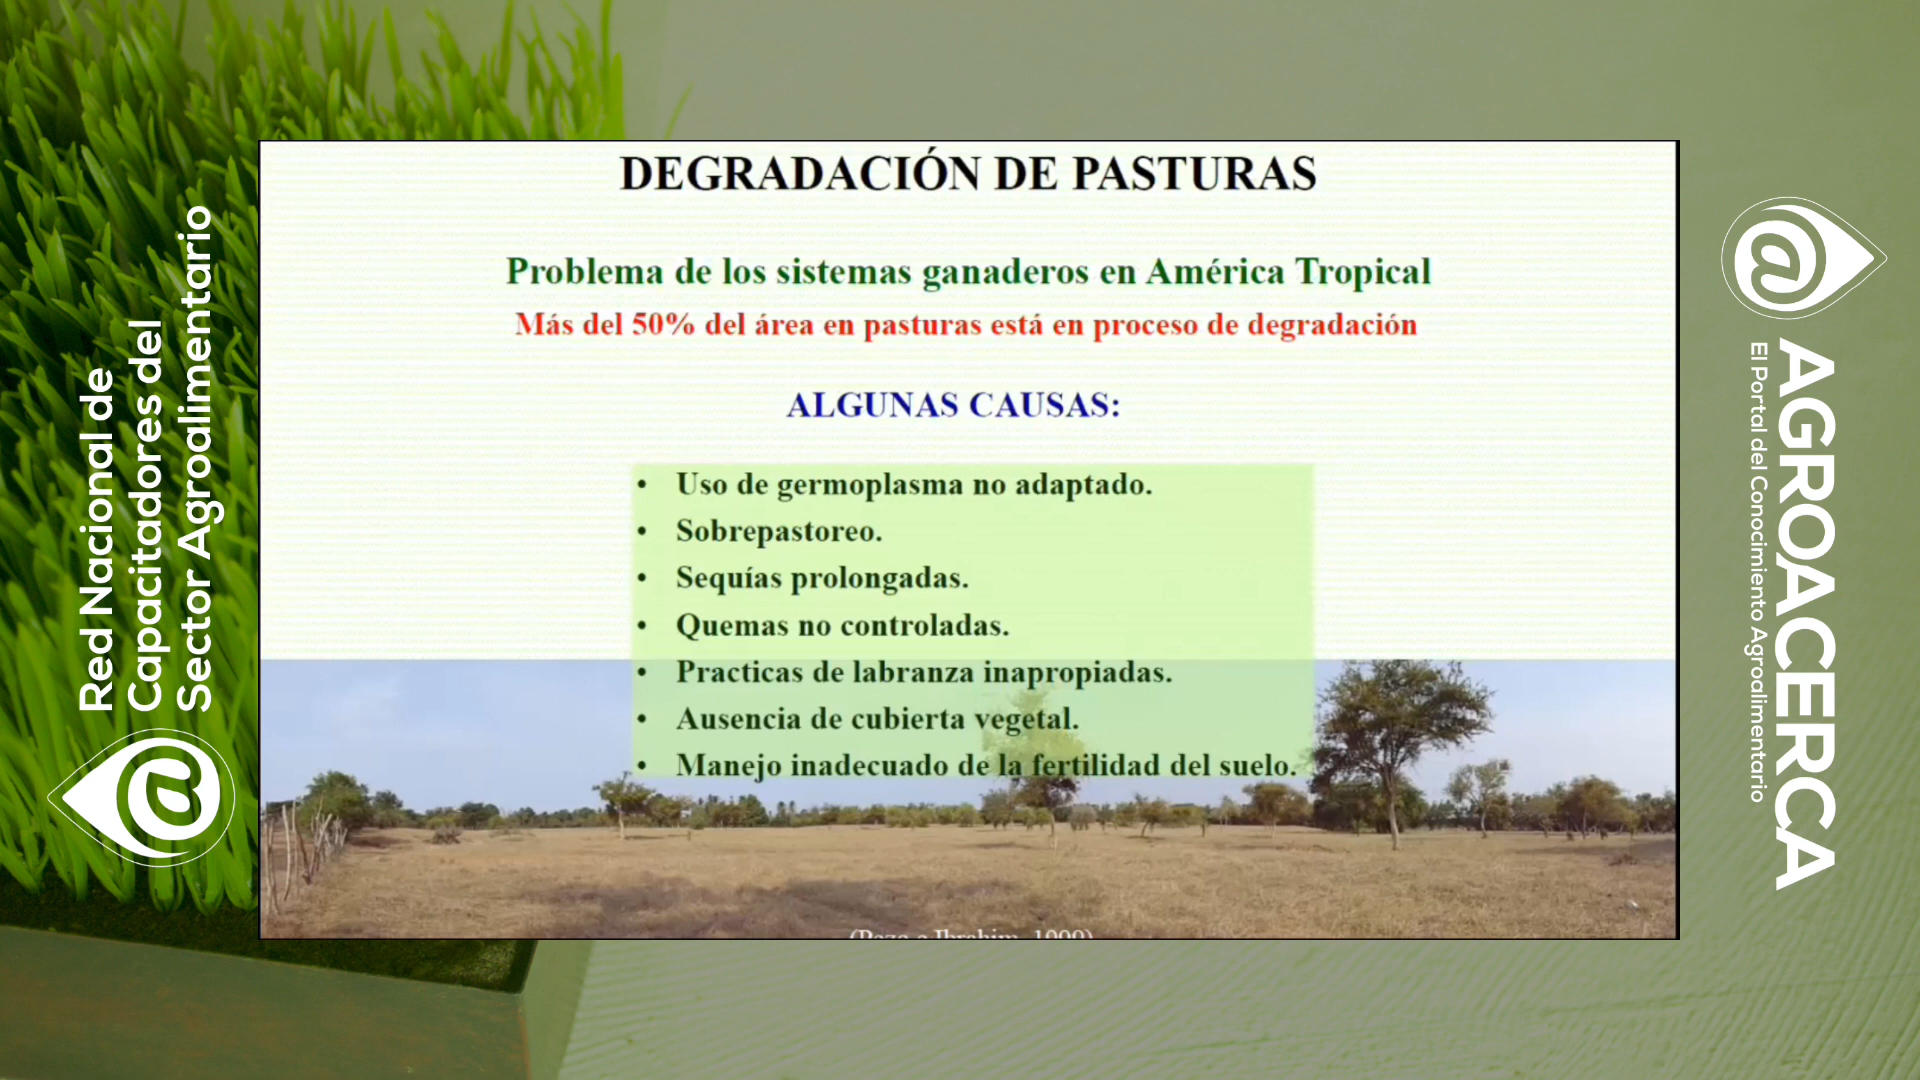 Red Nacional de
Capacitadores del
Sector Agroalimentario
DEGRADACIÓN DE PASTURAS
Problema de los sistemas ganaderos en América Tropical
Más del 50% del área en pasturas está en proceso de degradación
ALGUNAS CAUSAS:
• Uso de germoplasma no adaptado.
• Sobrepastoreo.
• Sequías prolongadas.
• Quemas no controladas.
• Practicas de labranza inapropiadas.
• Ausencia de cubierta vegetal.
• Manejo inadecuado de la fertilidad del suelo.
AGROACERCA
El Portal del Conocimiento Agroalimentario